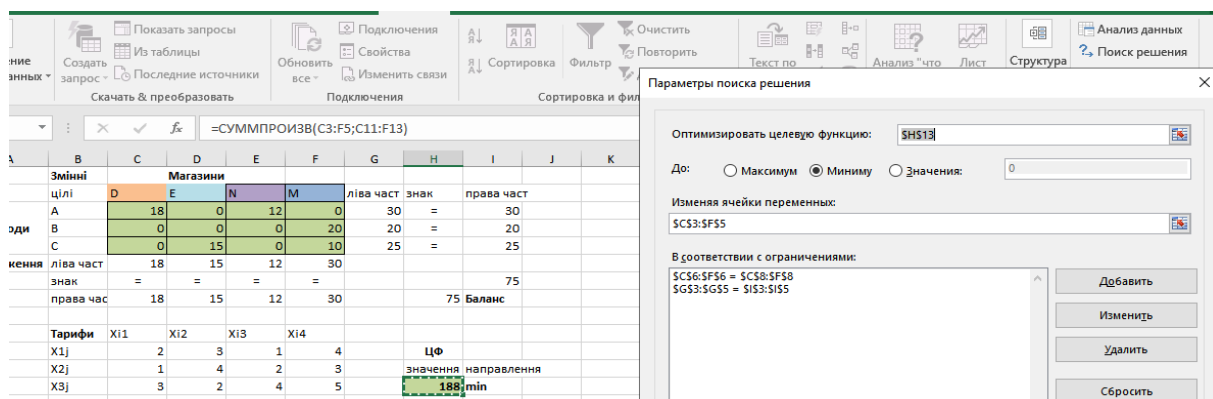 Показать запросы
Из таблицы
Последние источники
Создать запрос
Скачать & преобразовать
Обновить все
Подключения
Свойства
Изменить связи
Подключения
Сортировка
Фильтр
Очистить
Повторить
Текст по
Анализ "что
Лист
Структура
Анализ данных
Поиск решения
fx =СУММПРОИЗВ(C3:F5;C11:F13)
B C D E F G H I J K
Змінні Магазини
цілі D E N M ліва част знак права част
A 18 0 12 0 30 = 30
B 0 0 0 20 20 = 20
C 0 15 0 10 25 = 25
ліва част 18 15 12 30
знак = = = = 75
права час 18 15 12 30 75 Баланс
Тарифи Xi1 Xi2 Xi3 Xi4
X1j 2 3 1 4 ЦФ
X2j 1 4 2 3 значення направлення
X3j 3 2 4 5 188 min
Параметры поиска решения
Оптимизировать целевую функцию: $H$13
До: Максимум Миниму Значения: 0
Изменяя ячейки переменных:
$C$3:$F$5
В соответствии с ограничениями:
$C$6:$F$6 = $C$8:$F$8
$G$3:$G$5 = $I$3:$I$5
Добавить
Изменить
Удалить
Сбросить